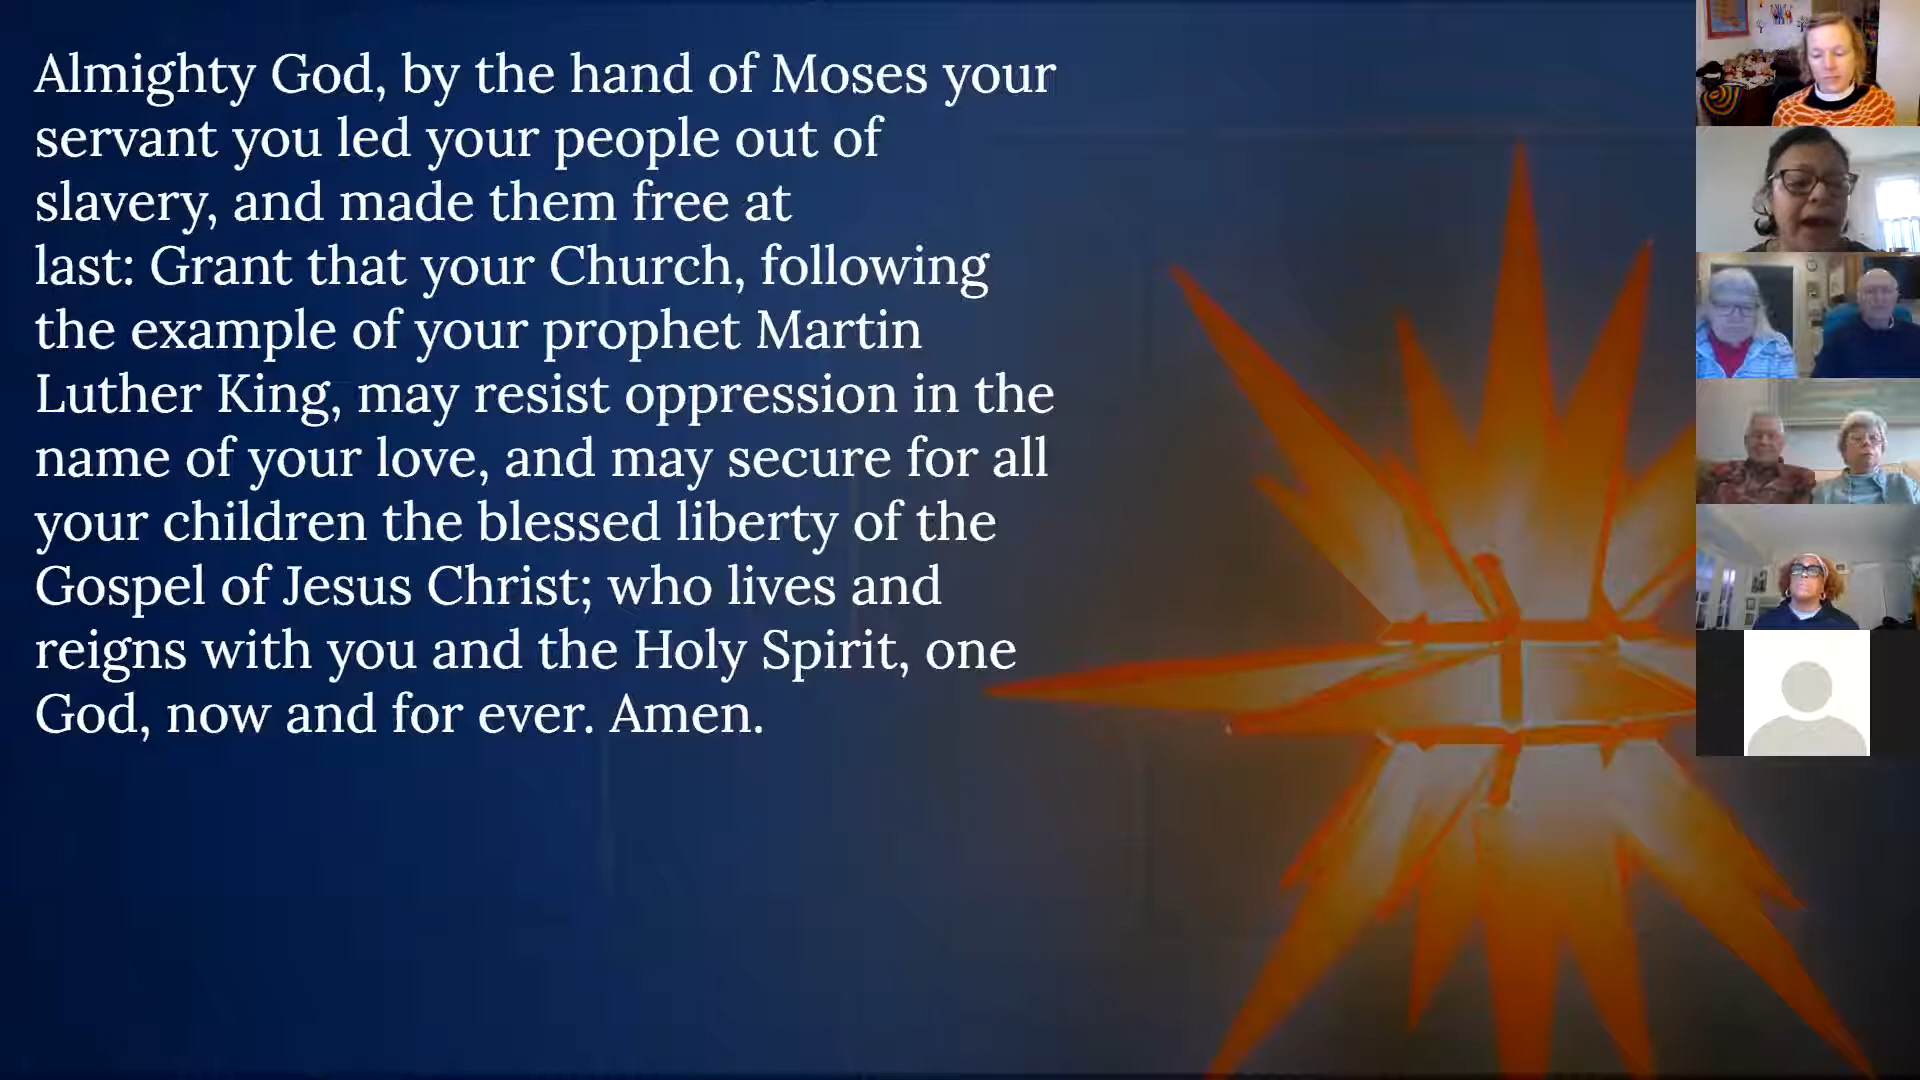 Almighty God, by the hand of Moses your
servant you led your people out of
slavery, and made them free at
last: Grant that your Church, following
the example of your prophet Martin
Luther King, may resist oppression in the
name of your love, and may secure for all
your children the blessed liberty of the
Gospel of Jesus Christ; who lives and
reigns with you and the Holy Spirit, one
God, now and for ever. Amen.